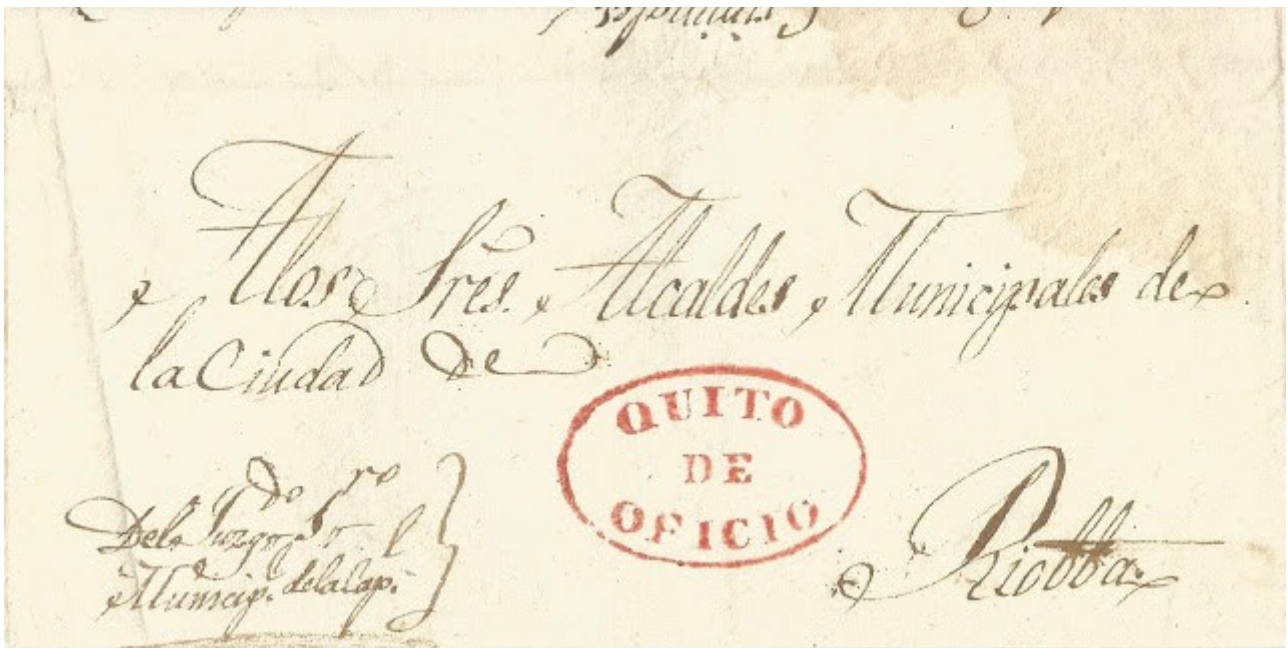 A los Sres. Alcaldes Municipales de
la Ciudad de
QUITO
DE
OFICIO
Del Juzgdo 1ro
Municip. de la Cap.l
Riobba.